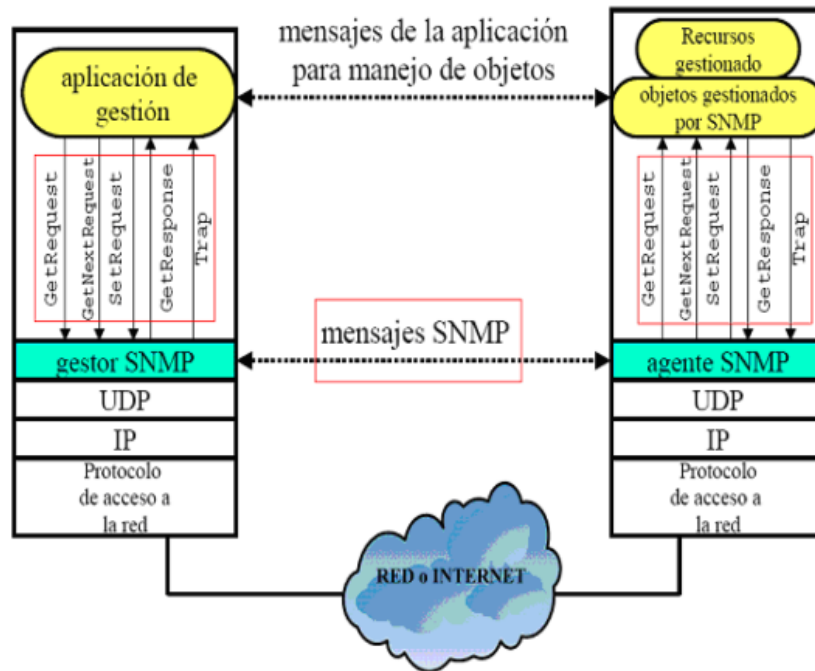 mensajes de la aplicación
para manejo de objetos
aplicación de
gestión
Recursos
gestionado
objetos gestionados
por SNMP
GetRequest
GetNextRequest
SetRequest
GetResponse
Trap
GetRequest
GetNextRequest
SetRequest
GetResponse
Trap
mensajes SNMP
gestor SNMP
UDP
IP
Protocolo
de acceso a
la red
agente SNMP
UDP
IP
Protocolo
de acceso a
la red
RED o INTERNET